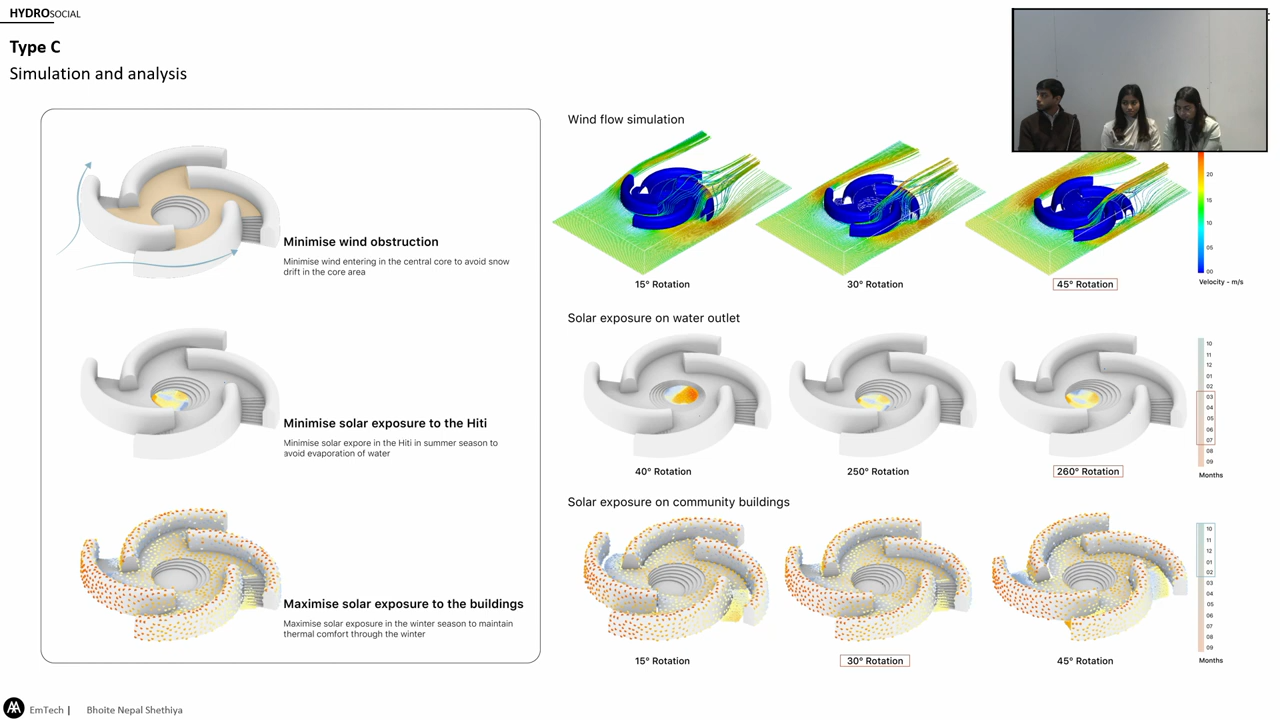 HYDROSOCIAL
Type C
Simulation and analysis
Minimise wind obstruction
Minimise wind entering in the central core to avoid snow
drift in the core area
Minimise solar exposure to the Hiti
Minimise solar expore in the Hiti in summer season to
avoid evaporation of water
Maximise solar exposure to the buildings
Maximise solar exposure in the winter season to maintain
thermal comfort through the winter
Wind flow simulation
15° Rotation
30° Rotation
45° Rotation
20
15
10
05
00
Velocity - m/s
Solar exposure on water outlet
40° Rotation
250° Rotation
260° Rotation
10
11
12
01
02
03
04
05
06
07
08
09
Months
Solar exposure on community buildings
15° Rotation
30° Rotation
45° Rotation
10
11
12
01
02
03
04
05
06
07
08
09
Months
AA EmTech | Bhoite Nepal Shethiya